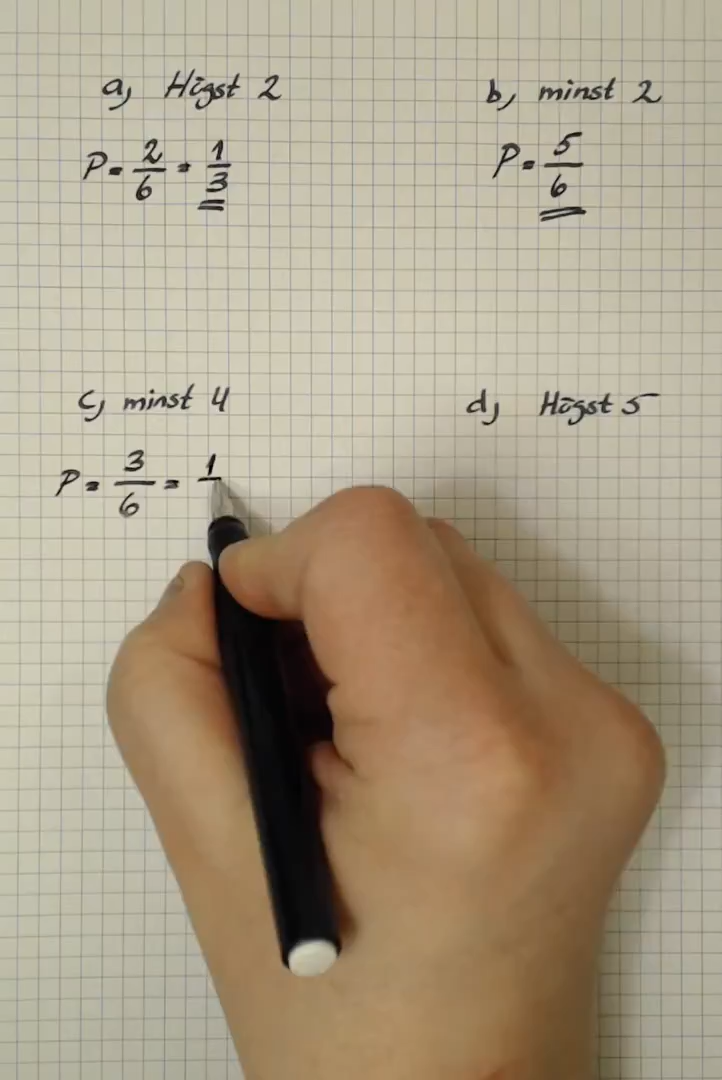 a) Högst 2
P = 2/6 = 1/3
b) minst 2
P = 5/6
c) minst 4
P = 3/6 = 1/
d) Högst 5